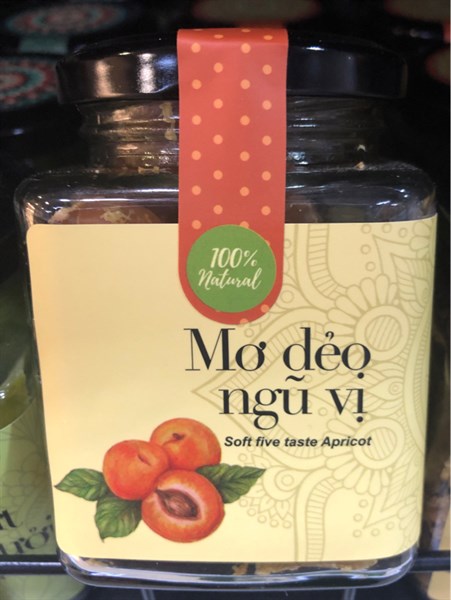 100%
Natural
Mơ dẻo
ngũ vị
Soft five taste Apricot